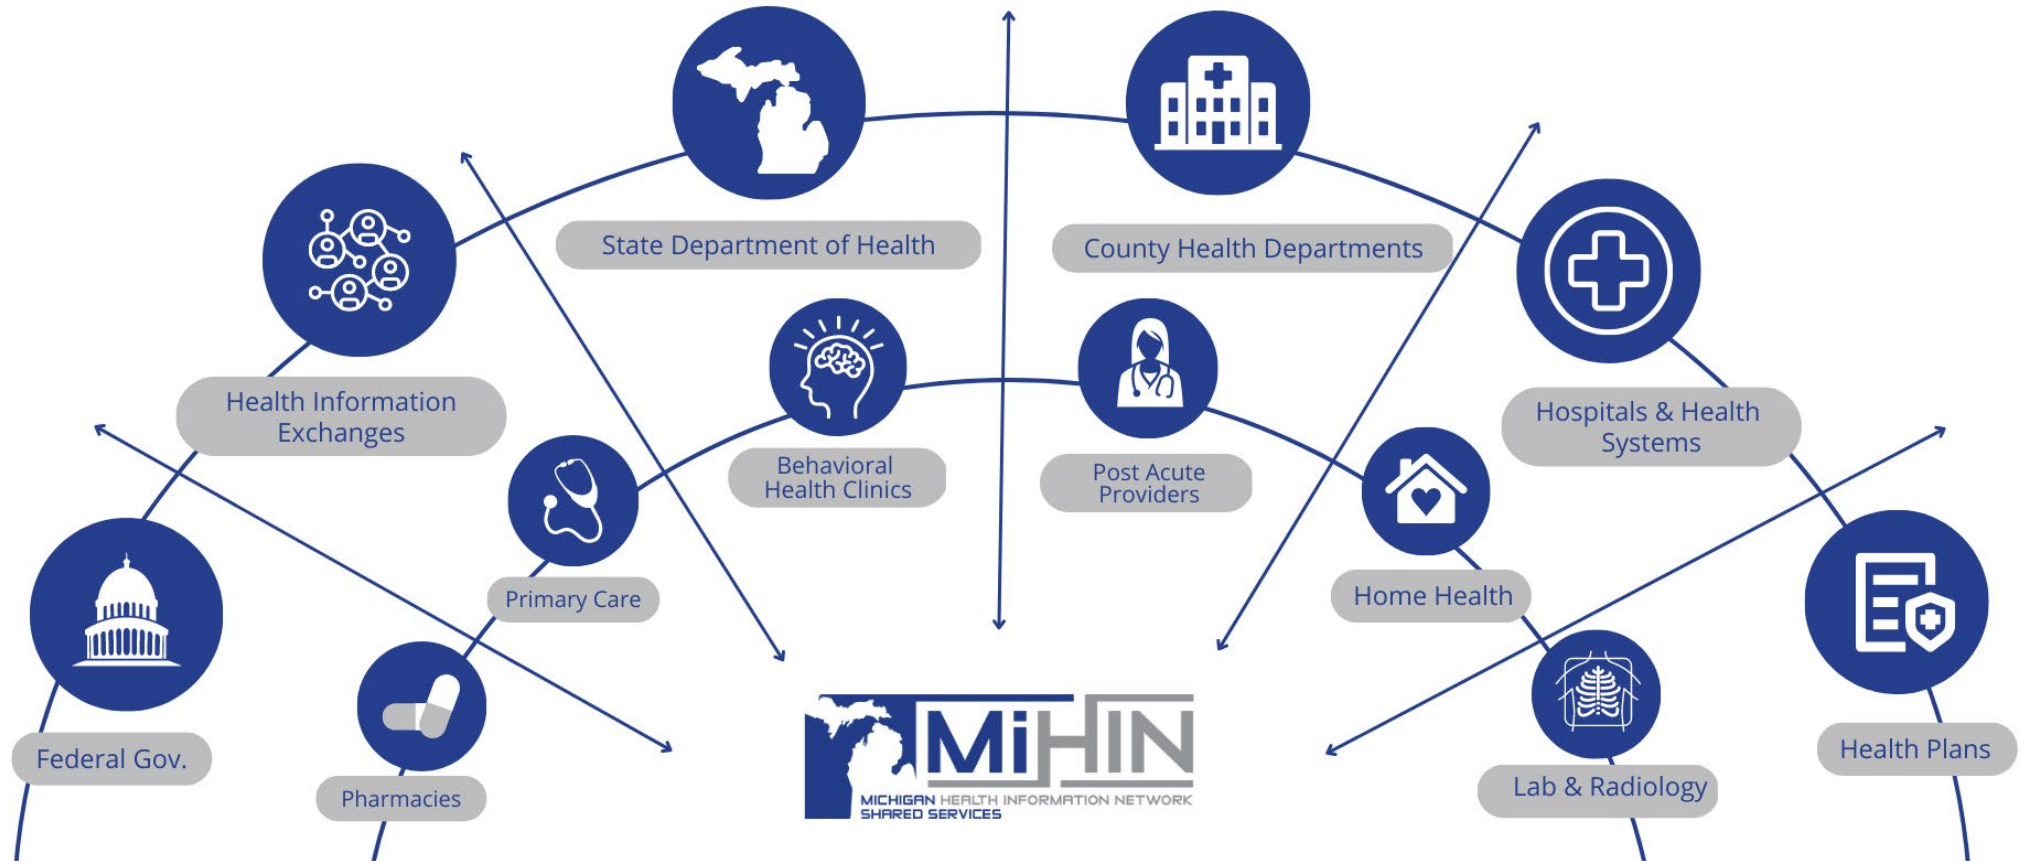 State Department of Health
County Health Departments
Health Information
Exchanges
Hospitals & Health
Systems
Behavioral
Health Clinics
Post Acute
Providers
Primary Care
Home Health
Federal Gov.
Pharmacies
Lab & Radiology
Health Plans
MiHIN
MICHIGAN HEALTH INFORMATION NETWORK
SHARED SERVICES